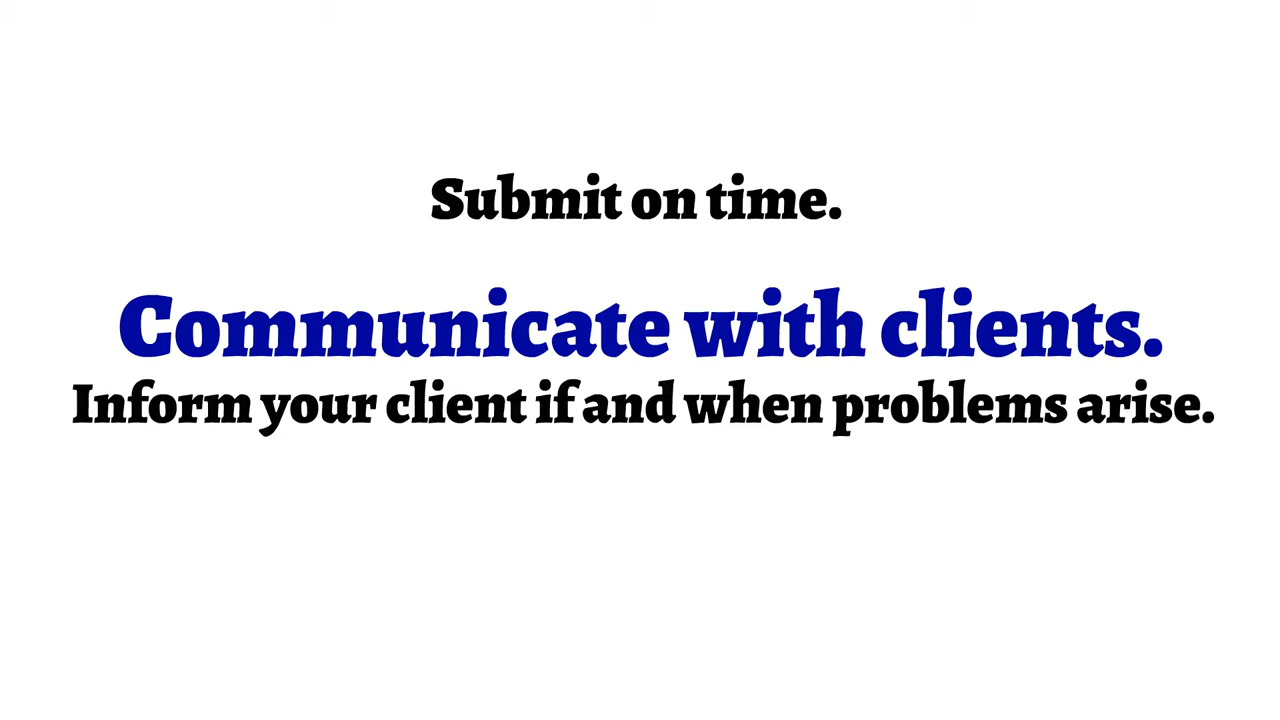 Submit on time.
Communicate with clients.
Inform your client if and when problems arise.